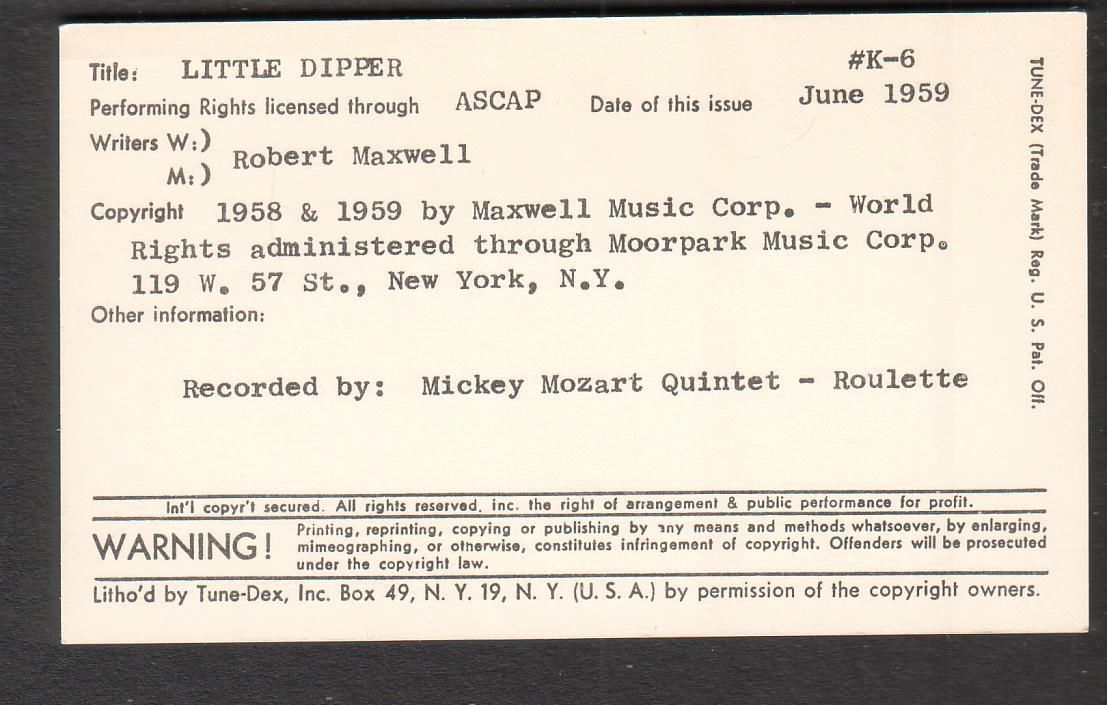 Title: LITTLE DIPPER #K-6
Performing Rights licensed through ASCAP Date of this issue June 1959
Writers W:)
Robert Maxwell
M:)
Copyright 1958 & 1959 by Maxwell Music Corp. - World
Rights administered through Moorpark Music Corp.
119 W. 57 St., New York, N.Y.
Other information:
Recorded by: Mickey Mozart Quintet - Roulette
Int'l copyr't secured. All rights reserved, inc. the right of arrangement & public performance for profit.
WARNING! Printing, reprinting, copying or publishing by any means and methods whatsoever, by enlarging,
mimeographing, or otherwise, constitutes infringement of copyright. Offenders will be prosecuted
under the copyright law.
Litho'd by Tune-Dex, Inc. Box 49, N. Y. 19, N. Y. (U. S. A.) by permission of the copyright owners.
TUNE-DEX (Trade Mark) Reg. U. S. Pat. Off.